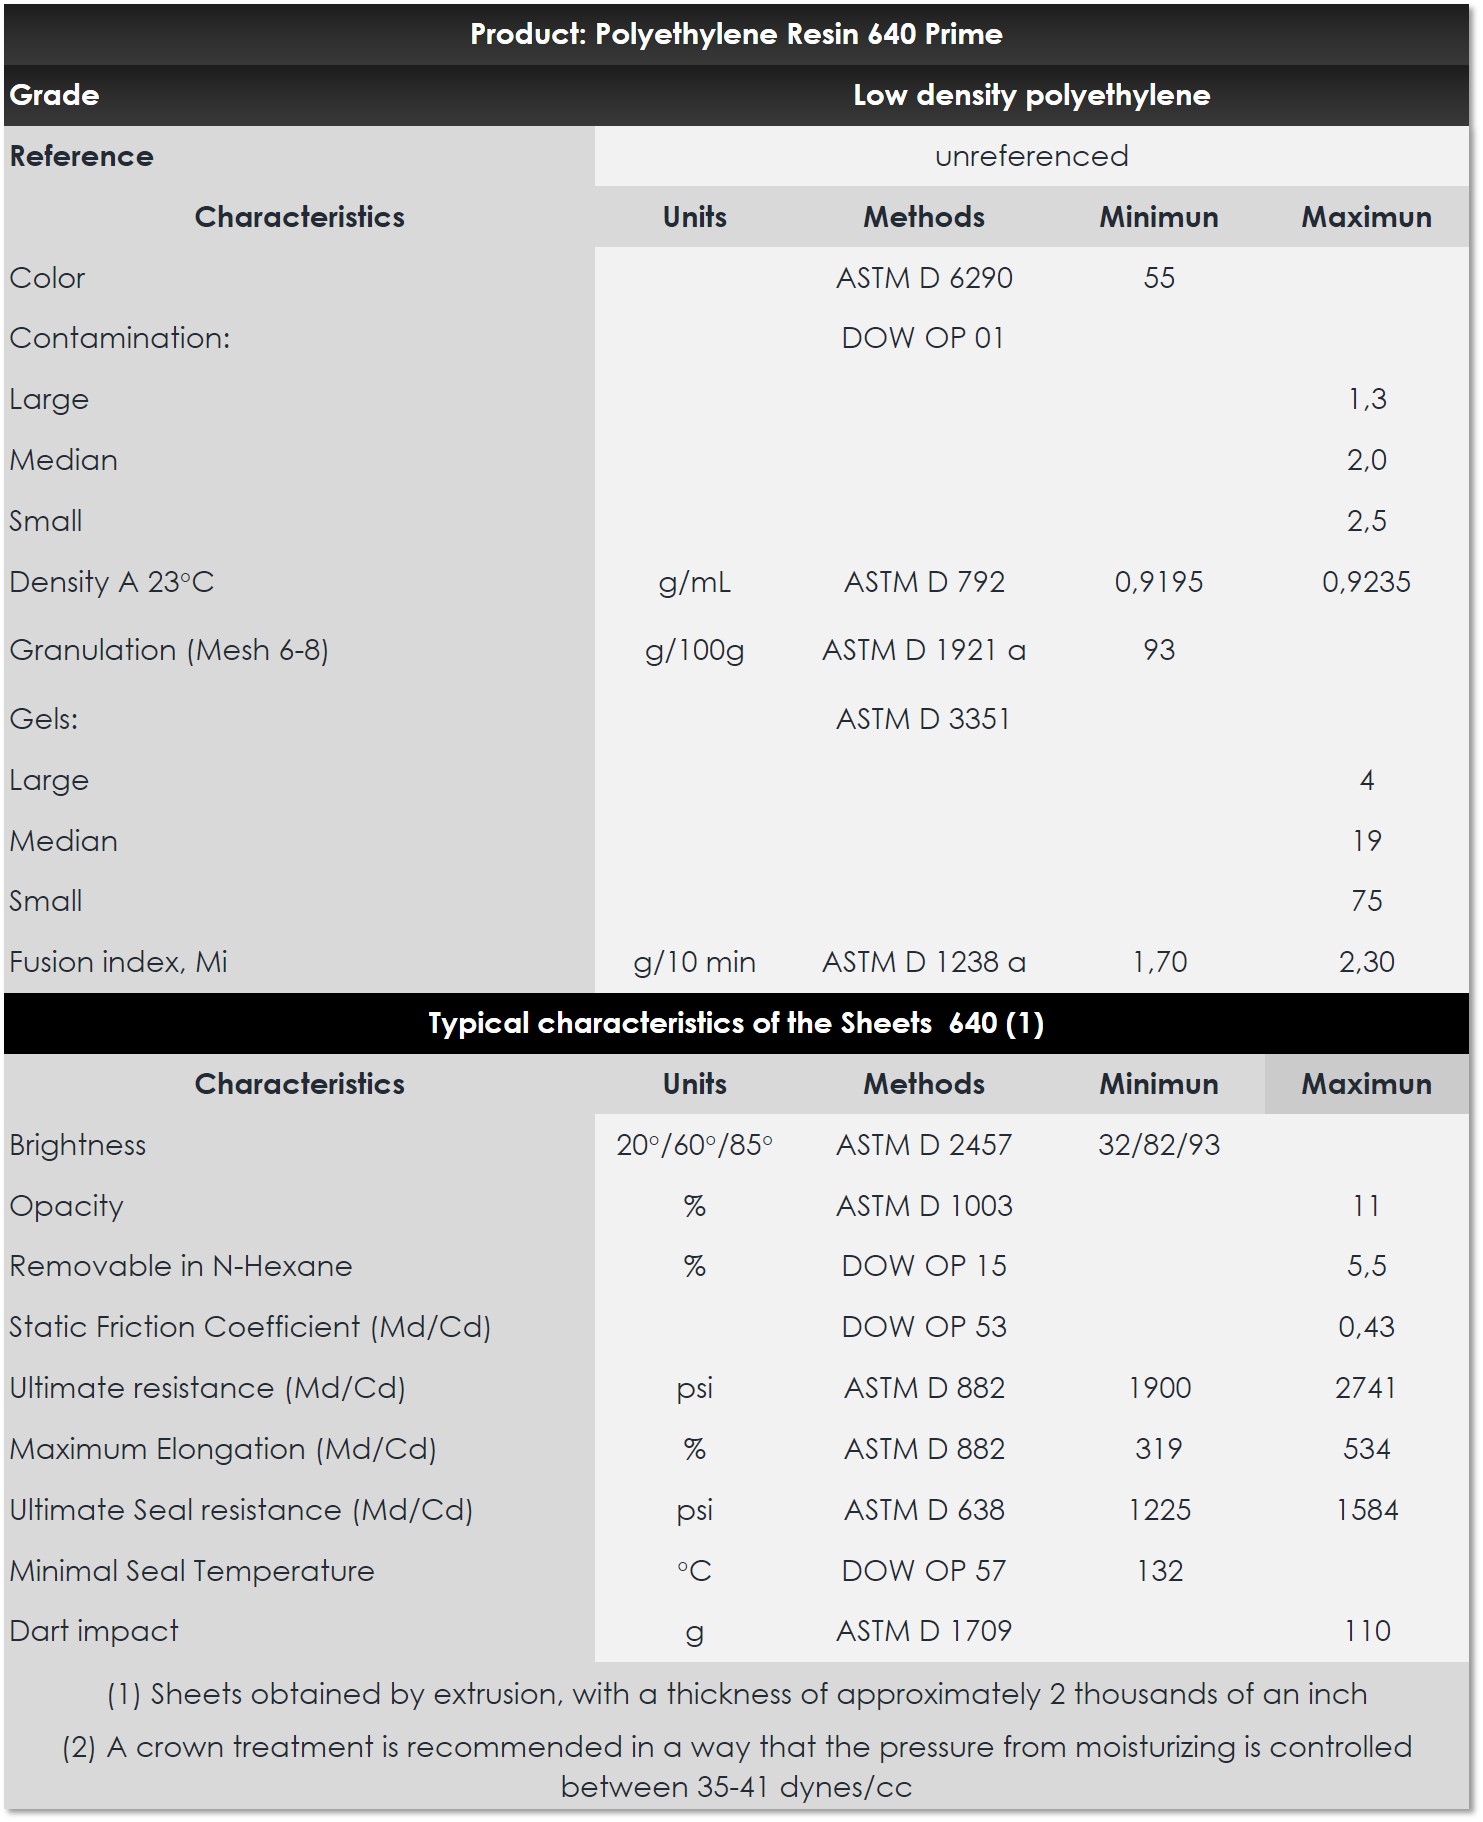 Product: Polyethylene Resin 640 Prime
Grade Low density polyethylene
Reference unreferenced
Characteristics Units Methods Minimun Maximun
Color ASTM D 6290 55
Contamination: DOW OP 01
Large 1,3
Median 2,0
Small 2,5
Density A 23°C g/mL ASTM D 792 0,9195 0,9235
Granulation (Mesh 6-8) g/100g ASTM D 1921 a 93
Gels: ASTM D 3351
Large 4
Median 19
Small 75
Fusion index, Mi g/10 min ASTM D 1238 a 1,70 2,30
Typical characteristics of the Sheets 640 (1)
Characteristics Units Methods Minimun Maximun
Brightness 20°/60°/85° ASTM D 2457 32/82/93
Opacity % ASTM D 1003 11
Removable in N-Hexane % DOW OP 15 5,5
Static Friction Coefficient (Md/Cd) DOW OP 53 0,43
Ultimate resistance (Md/Cd) psi ASTM D 882 1900 2741
Maximum Elongation (Md/Cd) % ASTM D 882 319 534
Ultimate Seal resistance (Md/Cd) psi ASTM D 638 1225 1584
Minimal Seal Temperature °C DOW OP 57 132
Dart impact g ASTM D 1709 110
(1) Sheets obtained by extrusion, with a thickness of approximately 2 thousands of an inch
(2) A crown treatment is recommended in a way that the pressure from moisturizing is controlled
between 35-41 dynes/cc